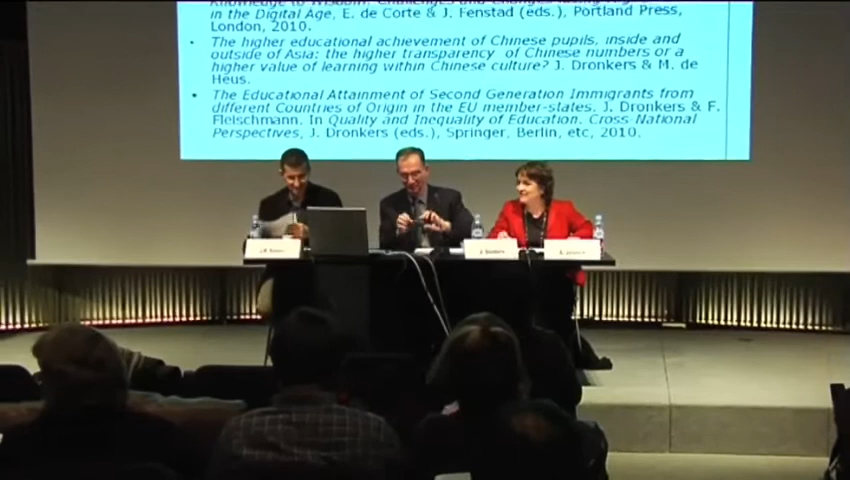 Knowledge to Wisdom. Challenges and Changes facing
in the Digital Age, E. de Corte & J. Fenstad (eds.), Portland Press,
London, 2010.
• The higher educational achievement of Chinese pupils, inside and
outside of Asia: the higher transparency of Chinese numbers or a
higher value of learning within Chinese culture? J. Dronkers & M. de
Heus.
• The Educational Attainment of Second Generation Immigrants from
different Countries of Origin in the EU member-states. J. Dronkers & F.
Fleischmann. In Quality and Inequality of Education. Cross-National
Perspectives, J. Dronkers (eds.), Springer, Berlin, etc, 2010.
J. Dronkers